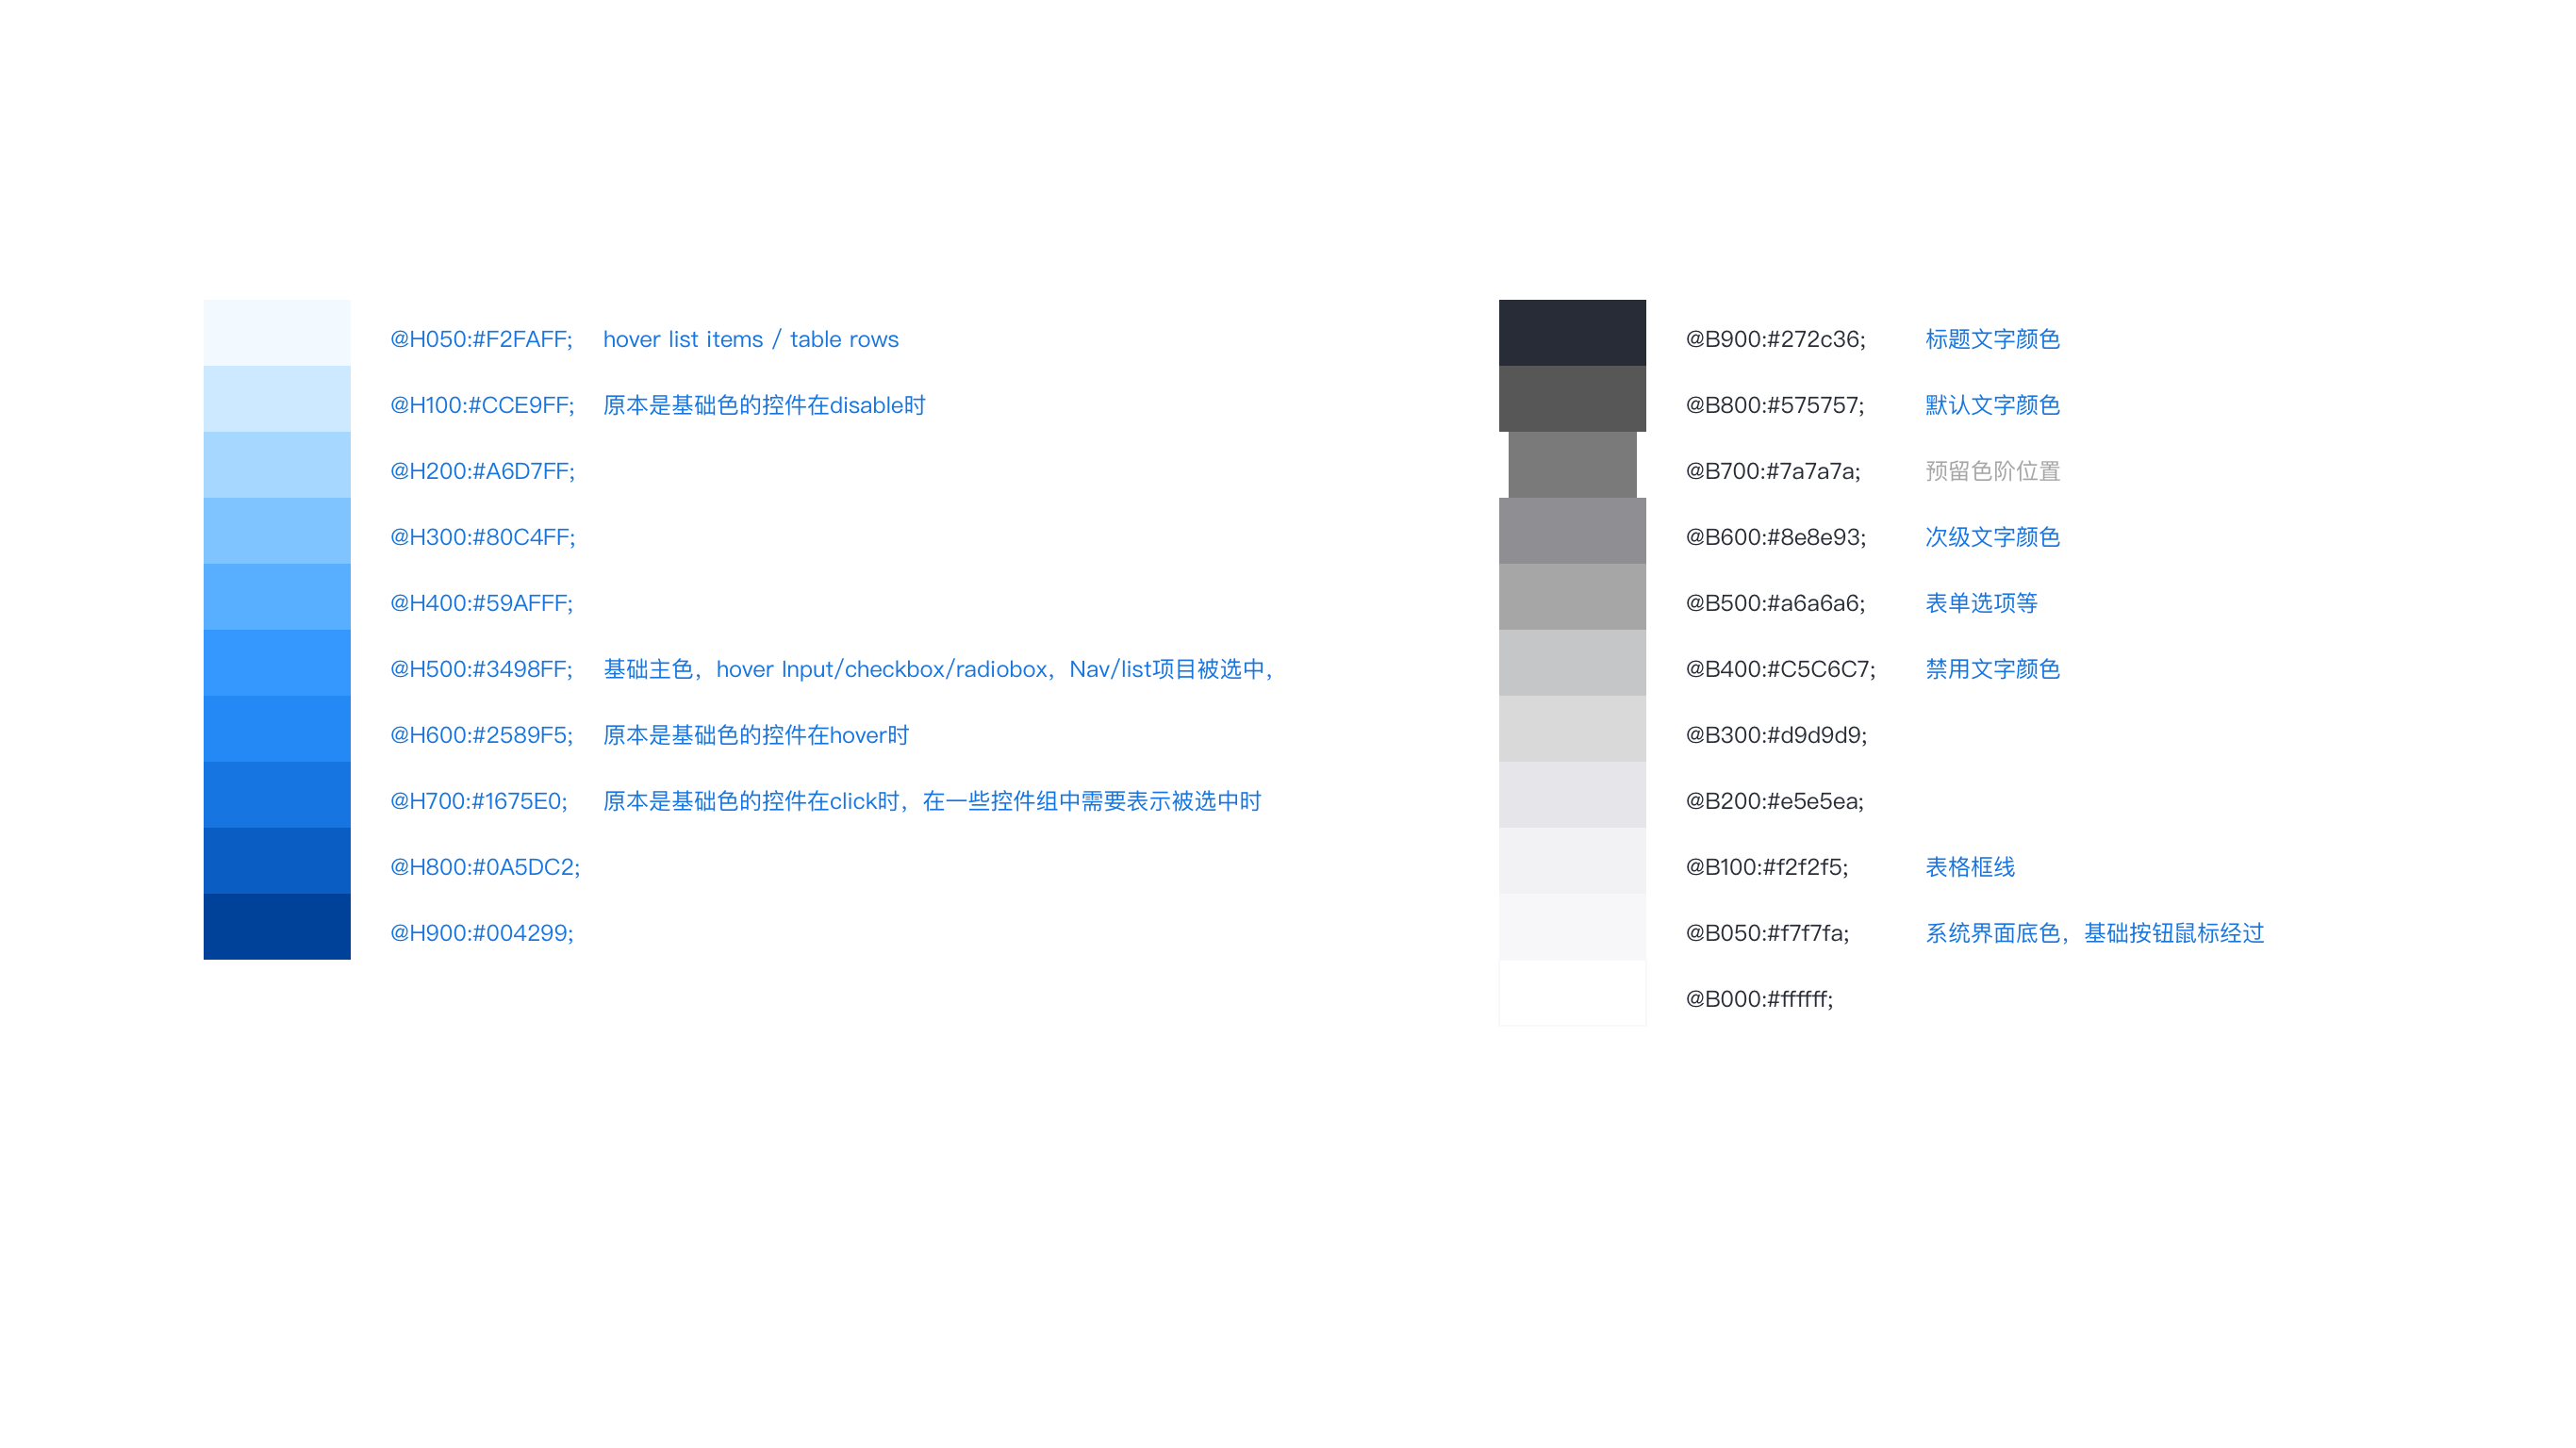 @H050:#F2FAFF; hover list items / table rows
@H100:#CCE9FF; 原本是基础色的控件在disable时
@H200:#A6D7FF;
@H300:#80C4FF;
@H400:#59AFFF;
@H500:#3498FF; 基础主色，hover Input/checkbox/radiobox，Nav/list项目被选中，
@H600:#2589F5; 原本是基础色的控件在hover时
@H700:#1675E0; 原本是基础色的控件在click时，在一些控件组中需要表示被选中时
@H800:#0A5DC2;
@H900:#004299;
@B900:#272c36; 标题文字颜色
@B800:#575757; 默认文字颜色
@B700:#7a7a7a; 预留色阶位置
@B600:#8e8e93; 次级文字颜色
@B500:#a6a6a6; 表单选项等
@B400:#C5C6C7; 禁用文字颜色
@B300:#d9d9d9;
@B200:#e5e5ea;
@B100:#f2f2f5; 表格框线
@B050:#f7f7fa; 系统界面底色，基础按钮鼠标经过
@B000:#ffffff;